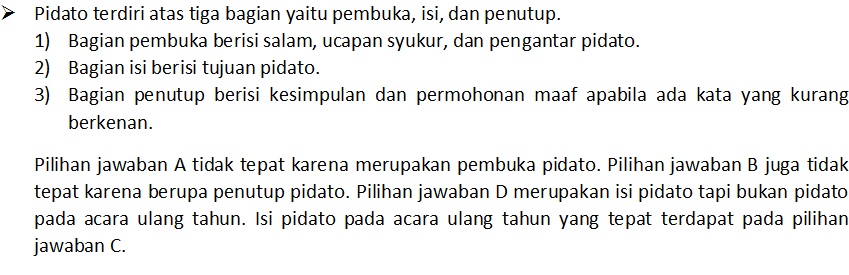 ➢ Pidato terdiri atas tiga bagian yaitu pembuka, isi, dan penutup.
1) Bagian pembuka berisi salam, ucapan syukur, dan pengantar pidato.
2) Bagian isi berisi tujuan pidato.
3) Bagian penutup berisi kesimpulan dan permohonan maaf apabila ada kata yang kurang
berkenan.
Pilihan jawaban A tidak tepat karena merupakan pembuka pidato. Pilihan jawaban B juga tidak
tepat karena berupa penutup pidato. Pilihan jawaban D merupakan isi pidato tapi bukan pidato
pada acara ulang tahun. Isi pidato pada acara ulang tahun yang tepat terdapat pada pilihan
jawaban C.